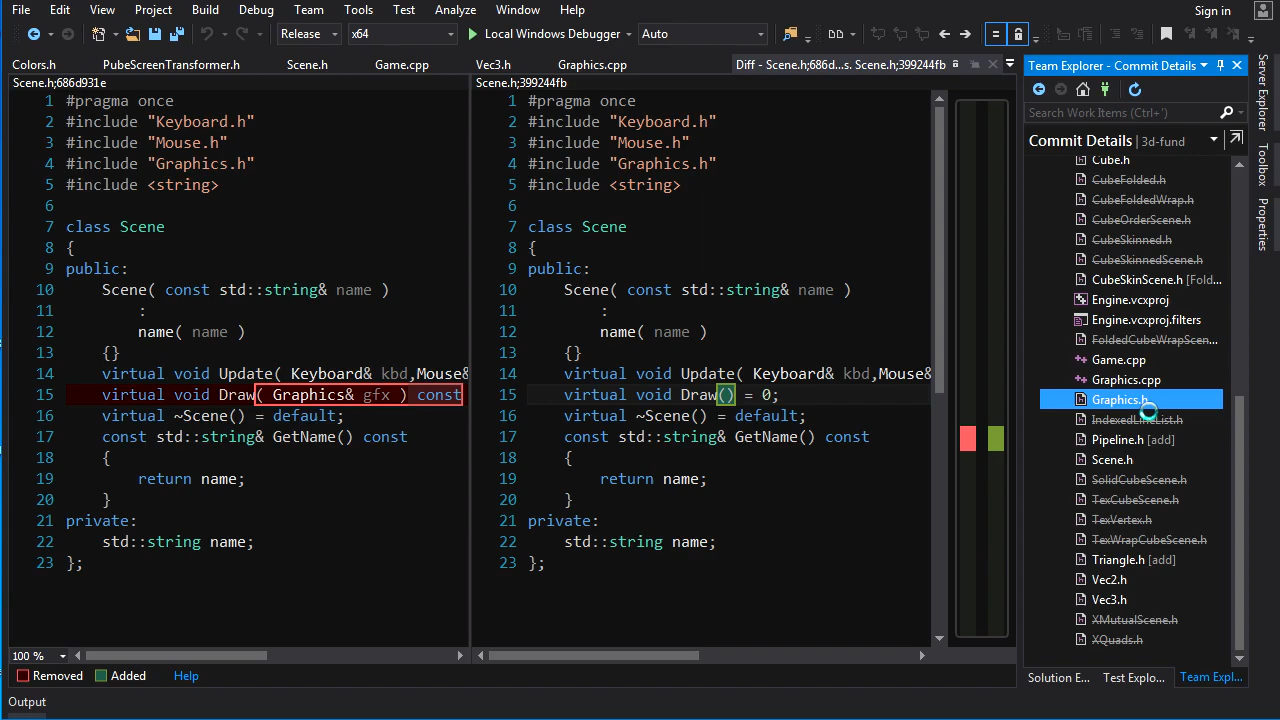 File Edit View Project Build Debug Team Tools Test Analyze Window Help Sign in
Release x64 Local Windows Debugger Auto
Colors.h PubeScreenTransformer.h Scene.h Game.cpp Vec3.h Graphics.cpp Diff - Scene.h;686d...s. Scene.h;399244fb
Scene.h;686d931e
1 #pragma once
2 #include "Keyboard.h"
3 #include "Mouse.h"
4 #include "Graphics.h"
5 #include <string>
6
7 class Scene
8 {
9 public:
10 Scene( const std::string& name )
11 :
12 name( name )
13 {}
14 virtual void Update( Keyboard& kbd,Mouse&
15 virtual void Draw( Graphics& gfx ) const
16 virtual ~Scene() = default;
17 const std::string& GetName() const
18 {
19 return name;
20 }
21 private:
22 std::string name;
23 };
100 %
Scene.h;399244fb
1 #pragma once
2 #include "Keyboard.h"
3 #include "Mouse.h"
4 #include "Graphics.h"
5 #include <string>
6
7 class Scene
8 {
9 public:
10 Scene( const std::string& name )
11 :
12 name( name )
13 {}
14 virtual void Update( Keyboard& kbd,Mouse&
15 virtual void Draw() = 0;
16 virtual ~Scene() = default;
17 const std::string& GetName() const
18 {
19 return name;
20 }
21 private:
22 std::string name;
23 };
Removed Added Help
Output
Team Explorer - Commit Details
Search Work Items (Ctrl+')
Commit Details | 3d-fund
Cube.h
CubeFolded.h
CubeFoldedWrap.h
CubeOrderScene.h
CubeSkinned.h
CubeSkinnedScene.h
CubeSkinScene.h [Fold...
Engine.vcxproj
Engine.vcxproj.filters
FoldedCubeWrapScen...
Game.cpp
Graphics.cpp
Graphics.h
IndexedLineList.h
Pipeline.h [add]
Scene.h
SolidCubeScene.h
TexCubeScene.h
TexVertex.h
TexWrapCubeScene.h
Triangle.h [add]
Vec2.h
Vec3.h
XMutualScene.h
XQuads.h
Solution E... Test Explo... Team Expl...
Server Explorer
Toolbox
Properties